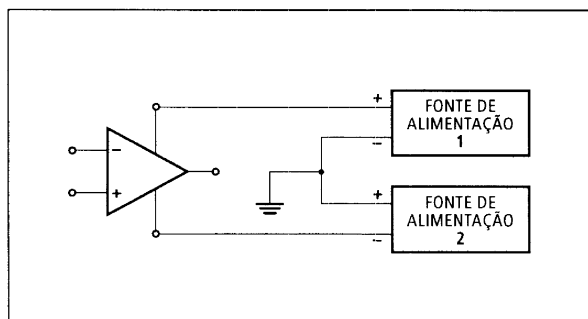 +
FONTE DE
ALIMENTAÇÃO
1
-
-
+
+
FONTE DE
ALIMENTAÇÃO
2
-